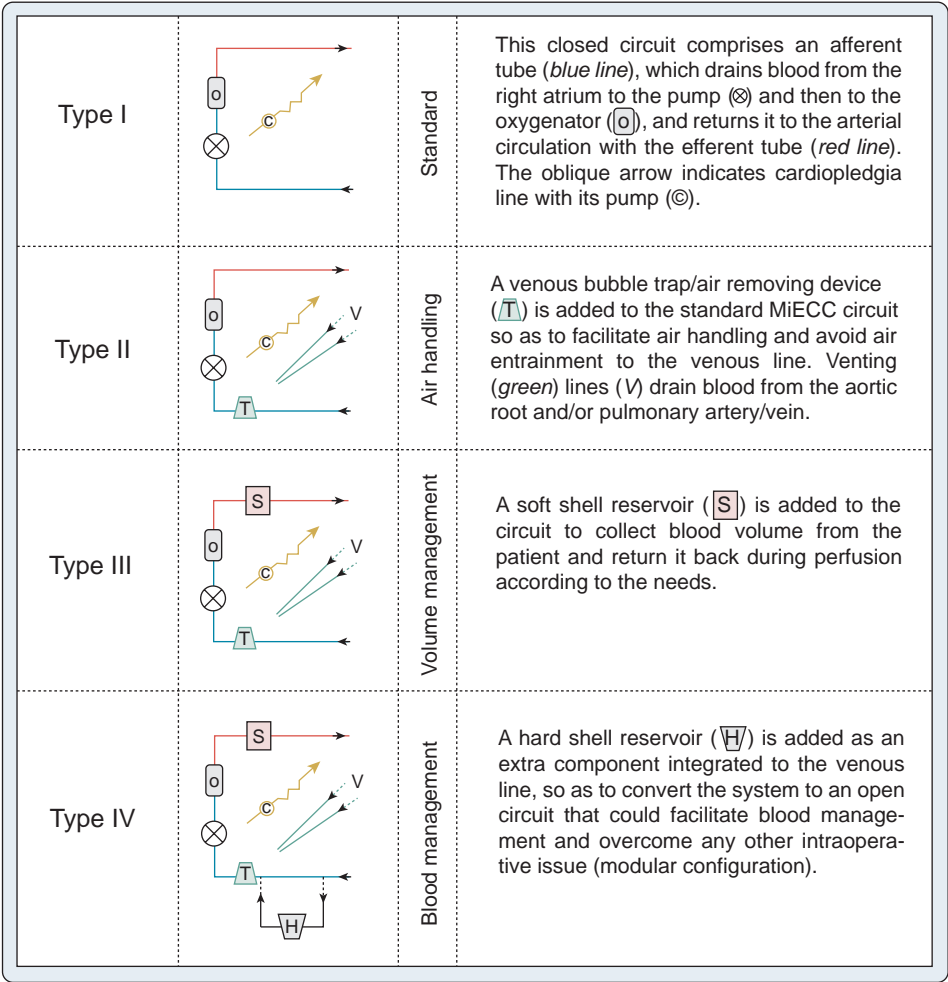 Type I
o
C
Standard
This closed circuit comprises an afferent
tube (blue line), which drains blood from the
right atrium to the pump (⊗) and then to the
oxygenator (o), and returns it to the arterial
circulation with the efferent tube (red line).
The oblique arrow indicates cardiopledgia
line with its pump (©).
Type II
o
C
V
T
Air handling
A venous bubble trap/air removing device
(T) is added to the standard MiECC circuit
so as to facilitate air handling and avoid air
entrainment to the venous line. Venting
(green) lines (V) drain blood from the aortic
root and/or pulmonary artery/vein.
Type III
S
o
C
V
T
Volume management
A soft shell reservoir (S) is added to the
circuit to collect blood volume from the
patient and return it back during perfusion
according to the needs.
Type IV
S
o
C
V
T
H
Blood management
A hard shell reservoir (H) is added as an
extra component integrated to the venous
line, so as to convert the system to an open
circuit that could facilitate blood manage-
ment and overcome any other intraopera-
tive issue (modular configuration).